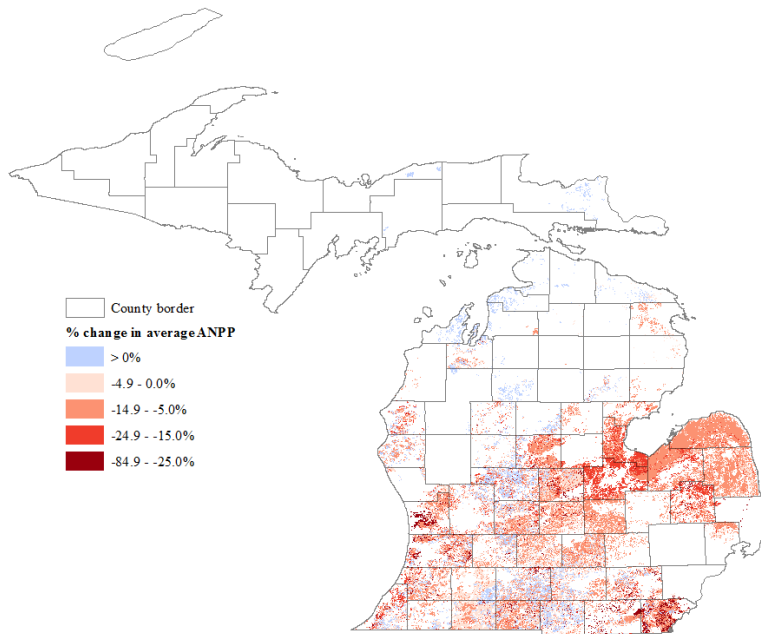 County border
% change in average ANPP
> 0%
-4.9 - 0.0%
-14.9 - -5.0%
-24.9 - -15.0%
-84.9 - -25.0%